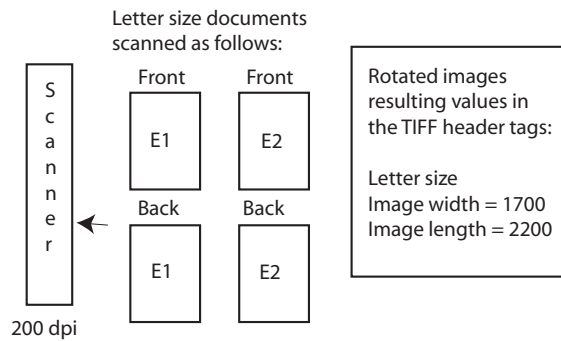 Letter size documents
scanned as follows:
Scanner
200 dpi
Front
Front
E1
E2
Back
Back
E1
E2
Rotated images
resulting values in
the TIFF header tags:
Letter size
Image width = 1700
Image length = 2200